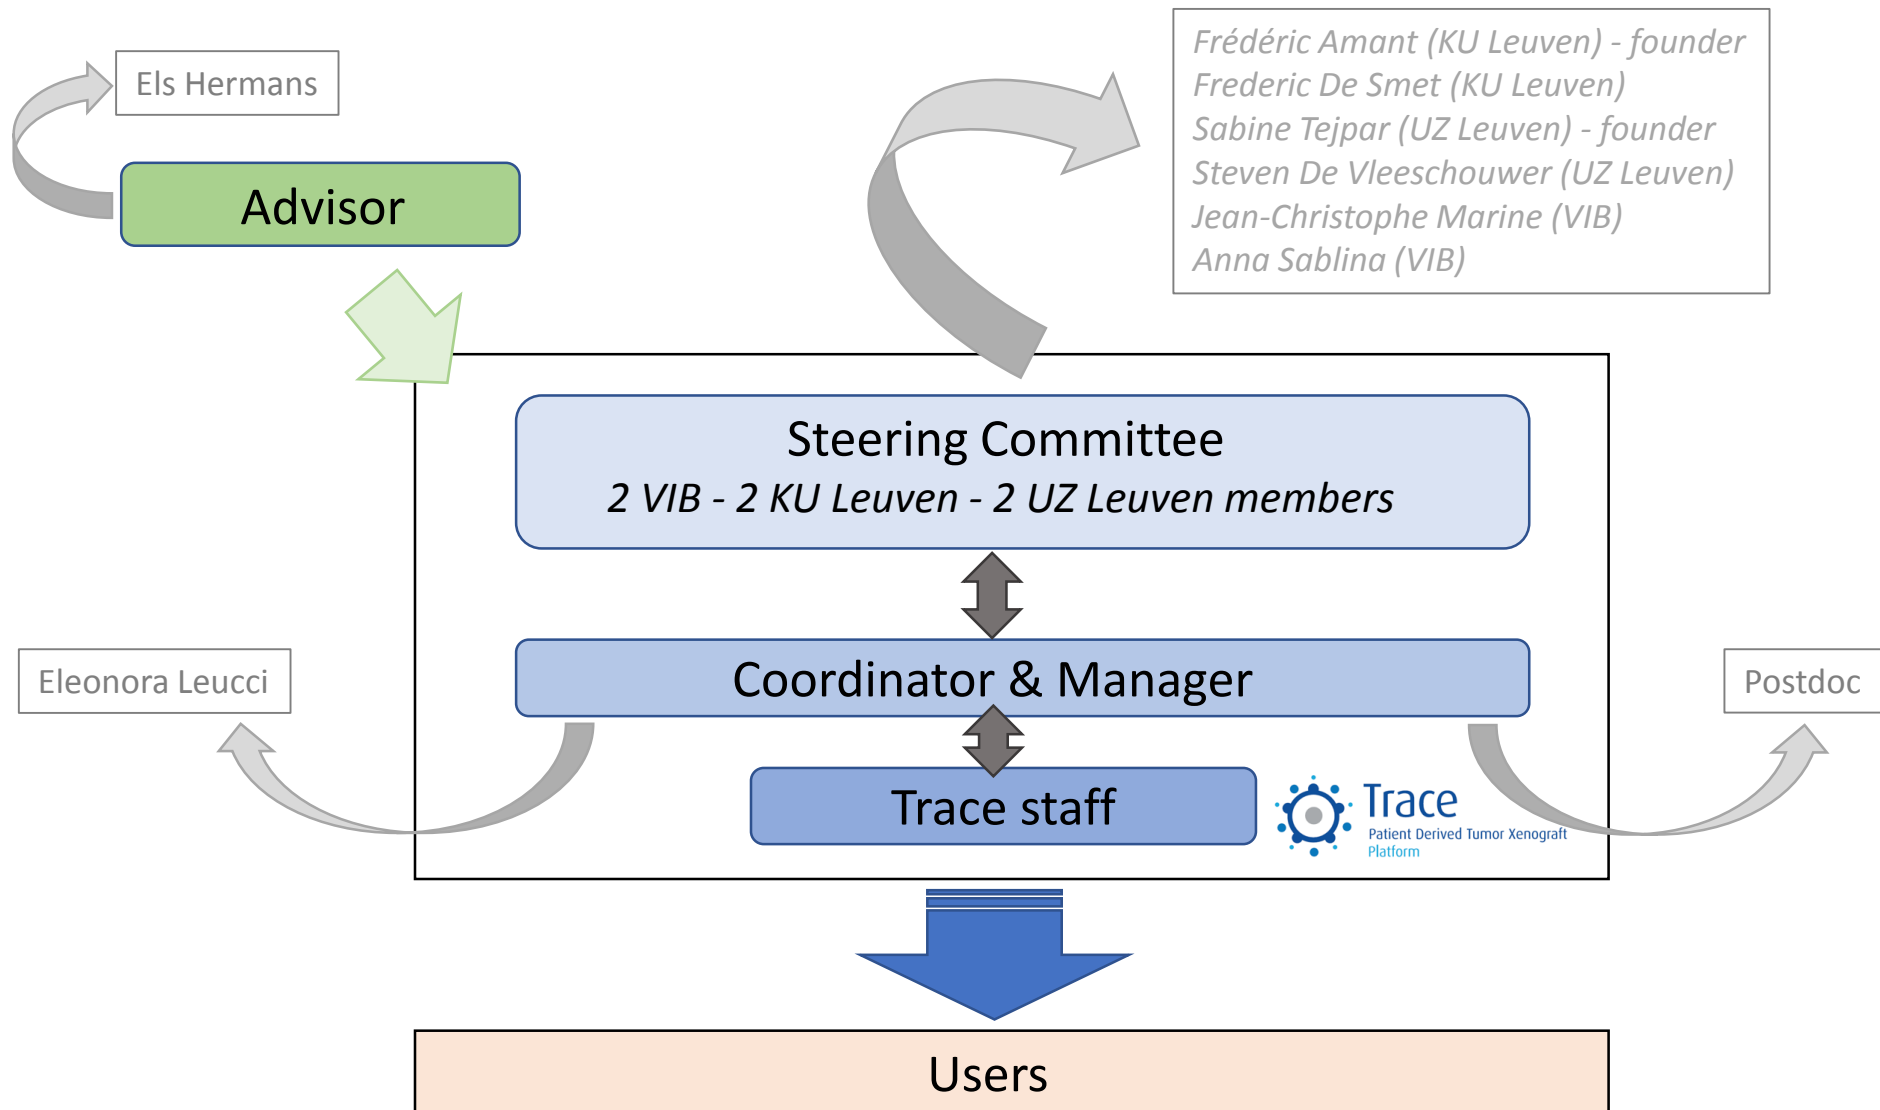 Els Hermans
Advisor
Frédéric Amant (KU Leuven) - founder
Frederic De Smet (KU Leuven)
Sabine Tejpar (UZ Leuven) - founder
Steven De Vleeschouwer (UZ Leuven)
Jean-Christophe Marine (VIB)
Anna Sablina (VIB)
Steering Committee
2 VIB - 2 KU Leuven - 2 UZ Leuven members
Eleonora Leucci
Coordinator & Manager
Postdoc
Trace staff
Trace
Patient Derived Tumor Xenograft
Platform
Users